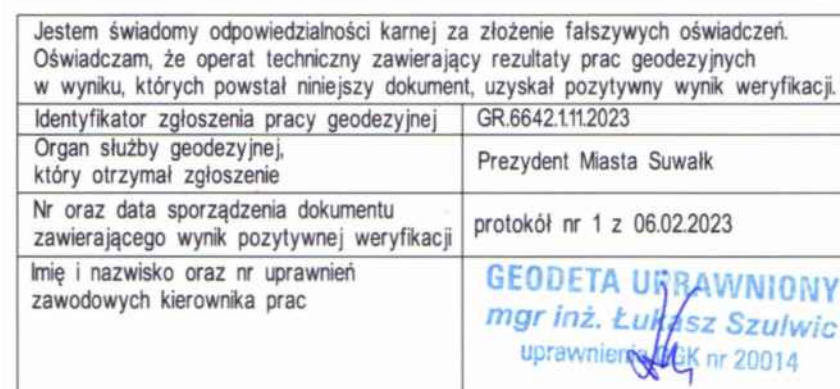 Jestem świadomy odpowiedzialności karnej za złożenie fałszywych oświadczeń.
Oświadczam, że operat techniczny zawierający rezultaty prac geodezyjnych
w wyniku, których powstał niniejszy dokument, uzyskał pozytywny wynik weryfikacji.
Identyfikator zgłoszenia pracy geodezyjnej GR.6642.1.11.2023
Organ służby geodezyjnej,
który otrzymał zgłoszenie
Prezydent Miasta Suwałk
Nr oraz data sporządzenia dokumentu
zawierającego wynik pozytywnej weryfikacji
protokół nr 1 z 06.02.2023
Imię i nazwisko oraz nr uprawnień
zawodowych kierownika prac
GEODETA UPRAWNIONY
mgr inż. Łukasz Szulwic
uprawnienia GGK nr 20014